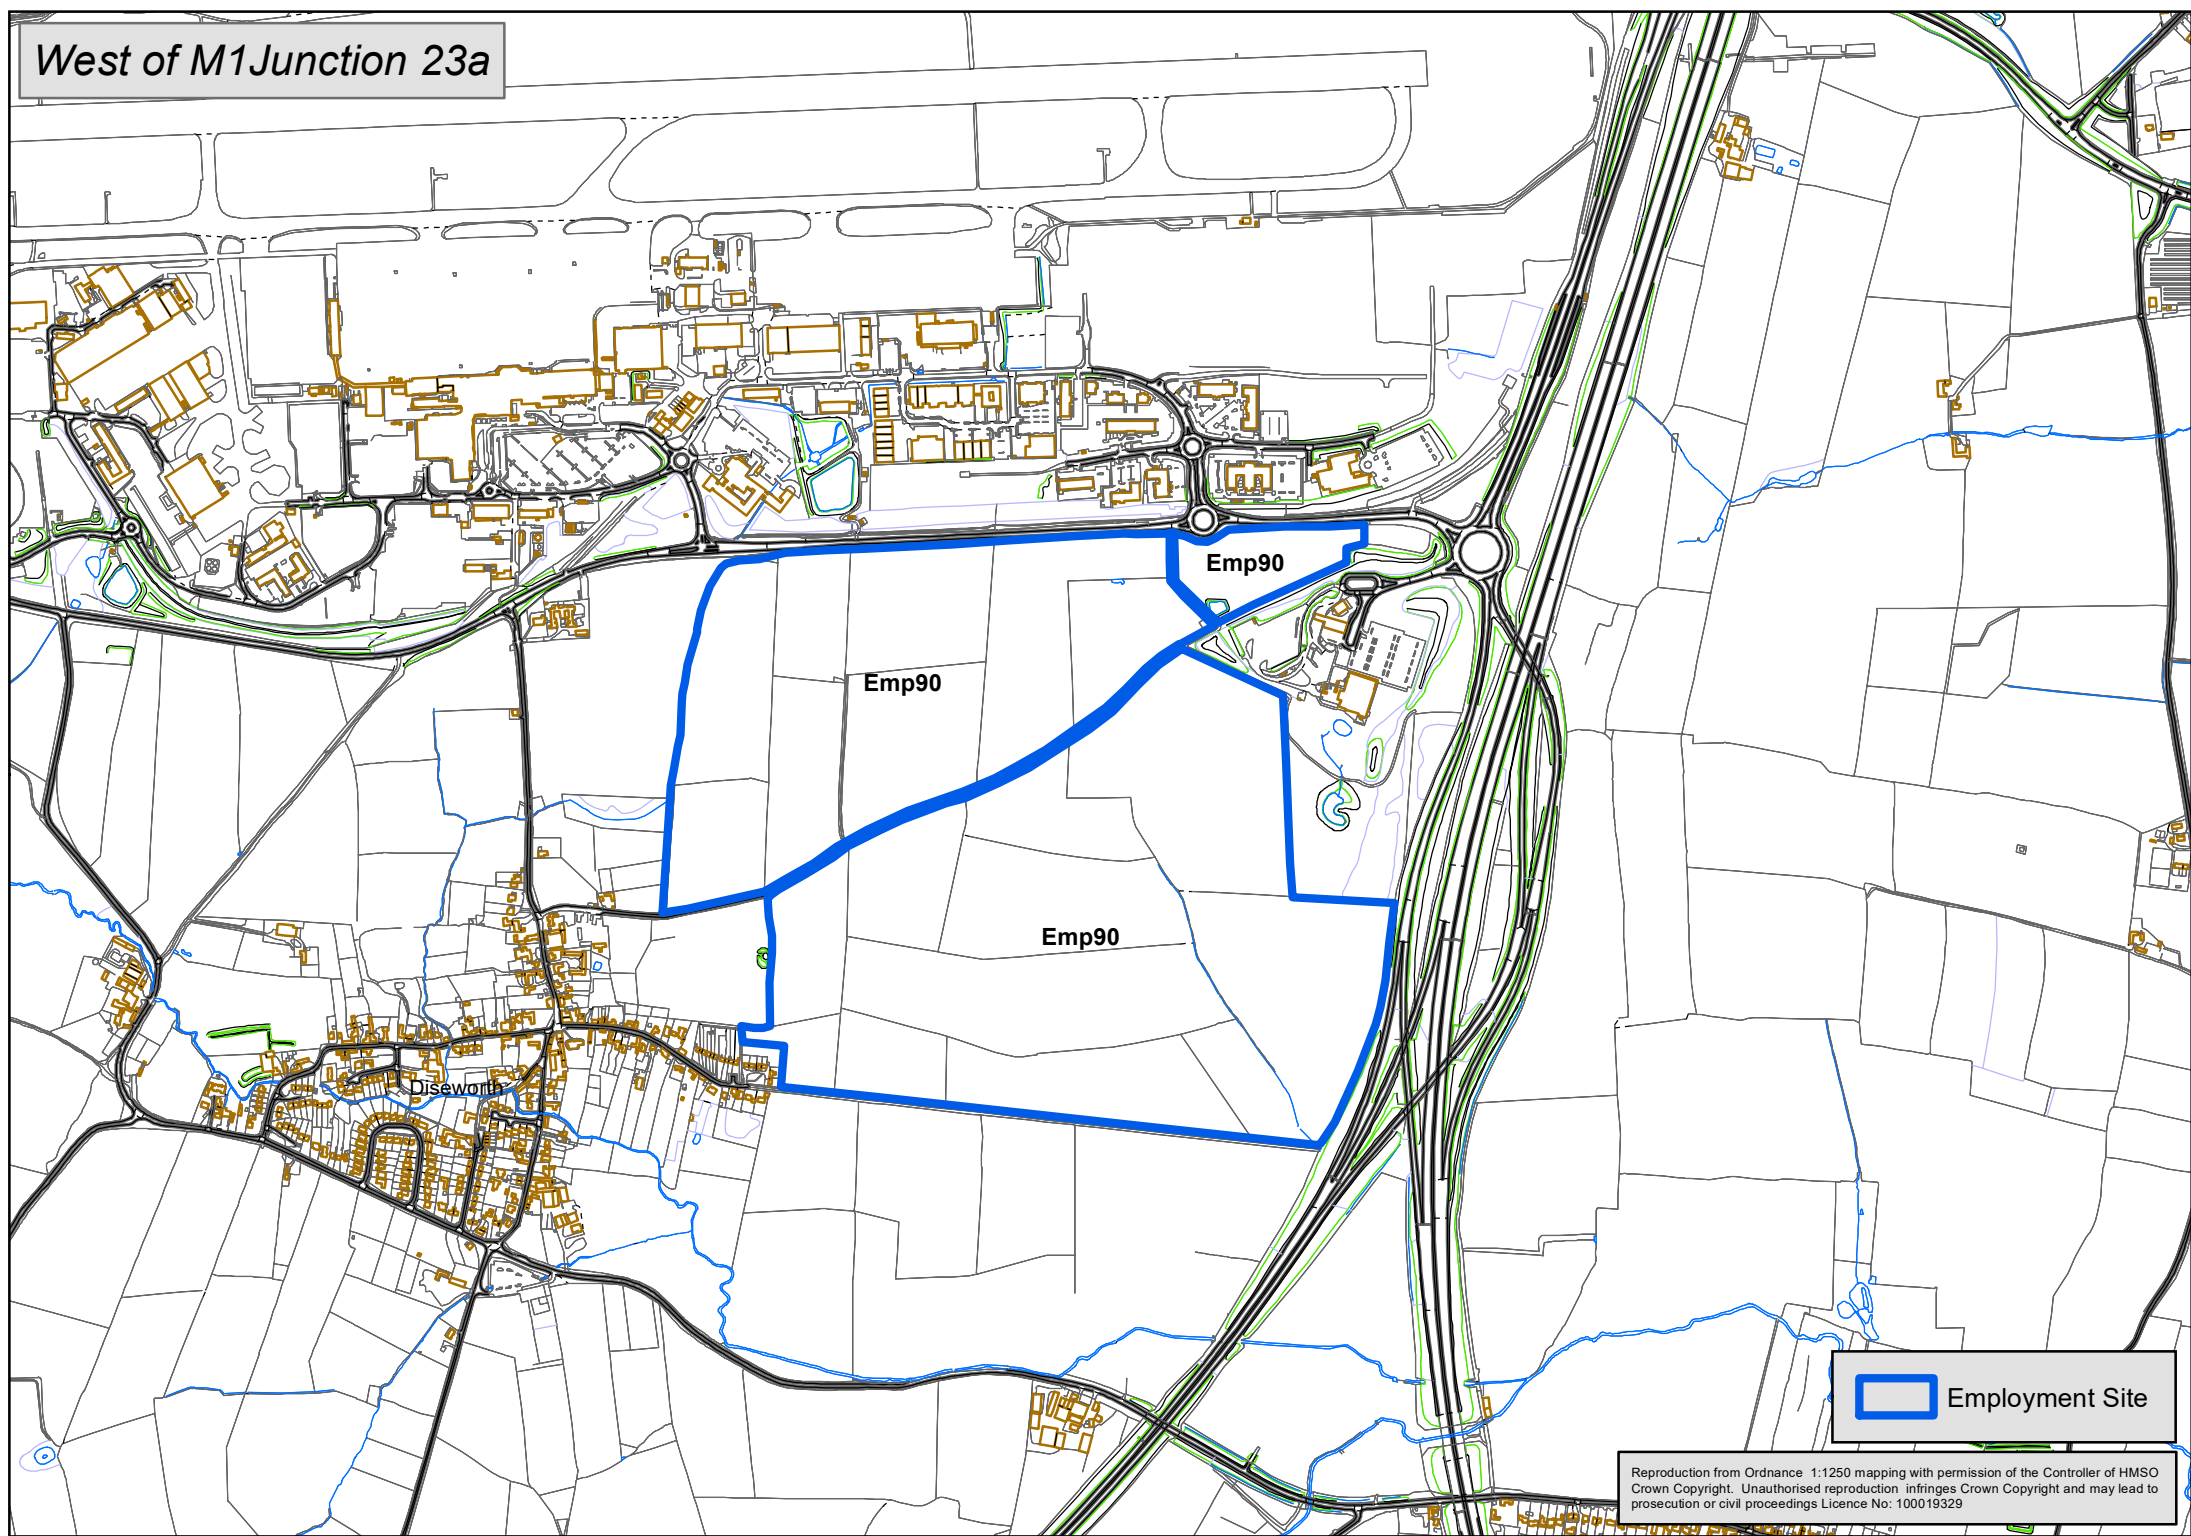 West of M1Junction 23a
Emp90
Emp90
Emp90
Diseworth
Employment Site
Reproduction from Ordnance 1:1250 mapping with permission of the Controller of HMSO
Crown Copyright. Unauthorised reproduction infringes Crown Copyright and may lead to
prosecution or civil proceedings Licence No: 100019329